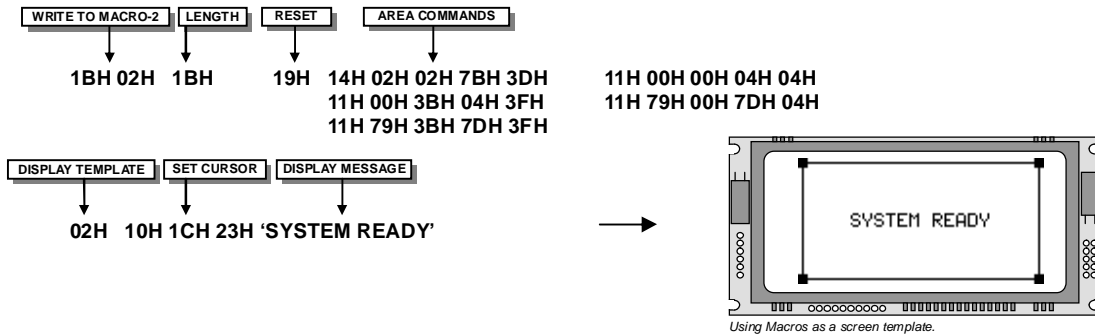 WRITE TO MACRO-2 LENGTH RESET AREA COMMANDS
1BH 02H 1BH 19H 14H 02H 02H 7BH 3DH 11H 00H 00H 04H 04H
11H 00H 3BH 04H 3FH 11H 79H 00H 7DH 04H
11H 79H 3BH 7DH 3FH
DISPLAY TEMPLATE SET CURSOR DISPLAY MESSAGE
02H 10H 1CH 23H ‘SYSTEM READY’
SYSTEM READY
Using Macros as a screen template.